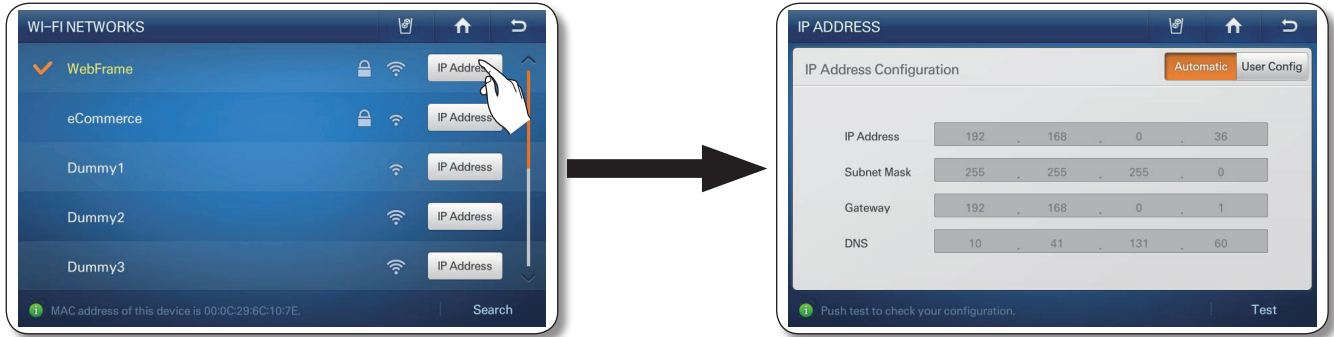 WI-FI NETWORKS
WebFrame IP Address
eCommerce IP Address
Dummy1 IP Address
Dummy2 IP Address
Dummy3 IP Address
MAC address of this device is 00:0C:29:6C:10:7E. Search
IP ADDRESS
IP Address Configuration Automatic User Config
IP Address 192 . 168 . 0 . 36
Subnet Mask 255 . 255 . 255 . 0
Gateway 192 . 168 . 0 . 1
DNS 10 . 41 . 131 . 60
Push test to check your configuration. Test